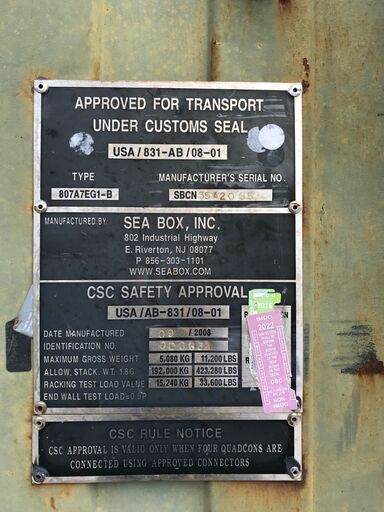 APPROVED FOR TRANSPORT
UNDER CUSTOMS SEAL
USA/831-AB/08-01
TYPE MANUFACTURER'S SERIAL NO.
807A7EG1-B SBCN
MANUFACTURED BY: SEA BOX, INC.
802 Industrial Highway
E. Riverton, NJ 08077
P 856-303-1101
WWW.SEABOX.COM
CSC SAFETY APPROVAL
USA/AB-831/08-01
DATE MANUFACTURED 09 / 2008
IDENTIFICATION NO.
MAXIMUM GROSS WEIGHT 5,080 KG 11,200 LBS
ALLOW, STACK. WT. 1.8G 192,000 KG 423,280 LBS
RACKING TEST LOAD VALUE 15,240 KG 33,600 LBS
END WALL TEST LOAD=0.6P
IMDG
2022
CSC RULE NOTICE
CSC APPROVAL IS VALID ONLY WHEN FOUR QUADCONS ARE
CONNECTED USING APPROVED CONNECTORS